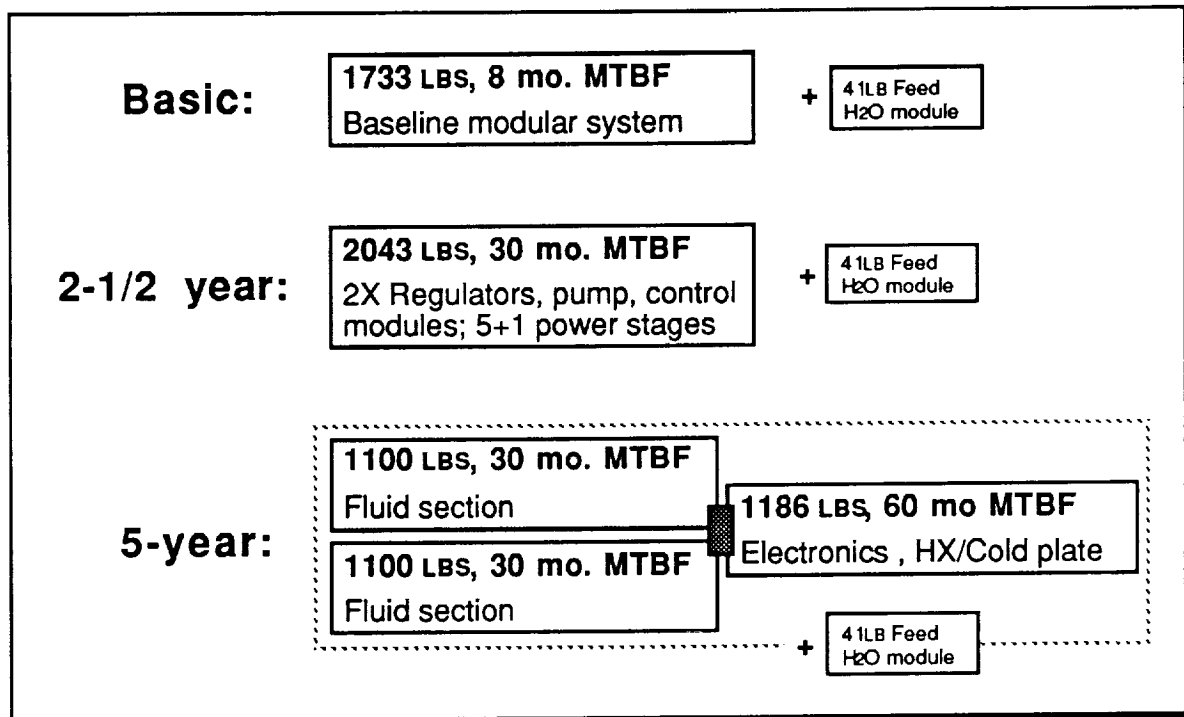 Basic:
1733 LBS, 8 mo. MTBF
Baseline modular system
+
41LB Feed
H2O module
2-1/2 year:
2043 LBS, 30 mo. MTBF
2X Regulators, pump, control
modules; 5+1 power stages
+
41LB Feed
H2O module
5-year:
1100 LBS, 30 mo. MTBF
Fluid section
1100 LBS, 30 mo. MTBF
Fluid section
1186 LBS, 60 mo MTBF
Electronics , HX/Cold plate
+
41LB Feed
H2O module